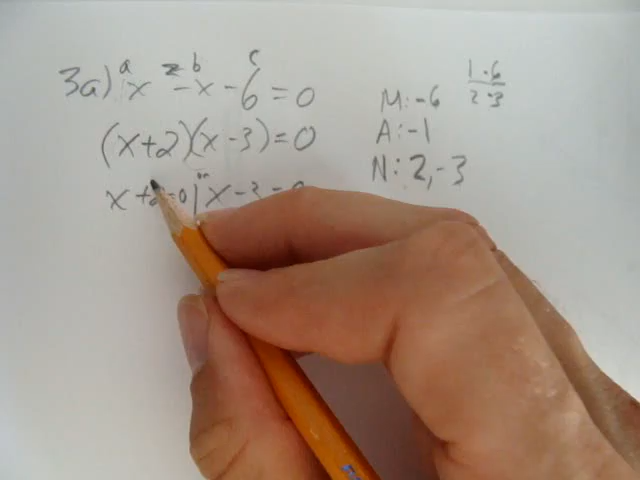 a b c
3a) x² - x - 6 = 0
(x+2)(x-3)=0
x+2=0 | or x-3=0
M: -6
A: -1
N: 2, -3
1·6
2·3